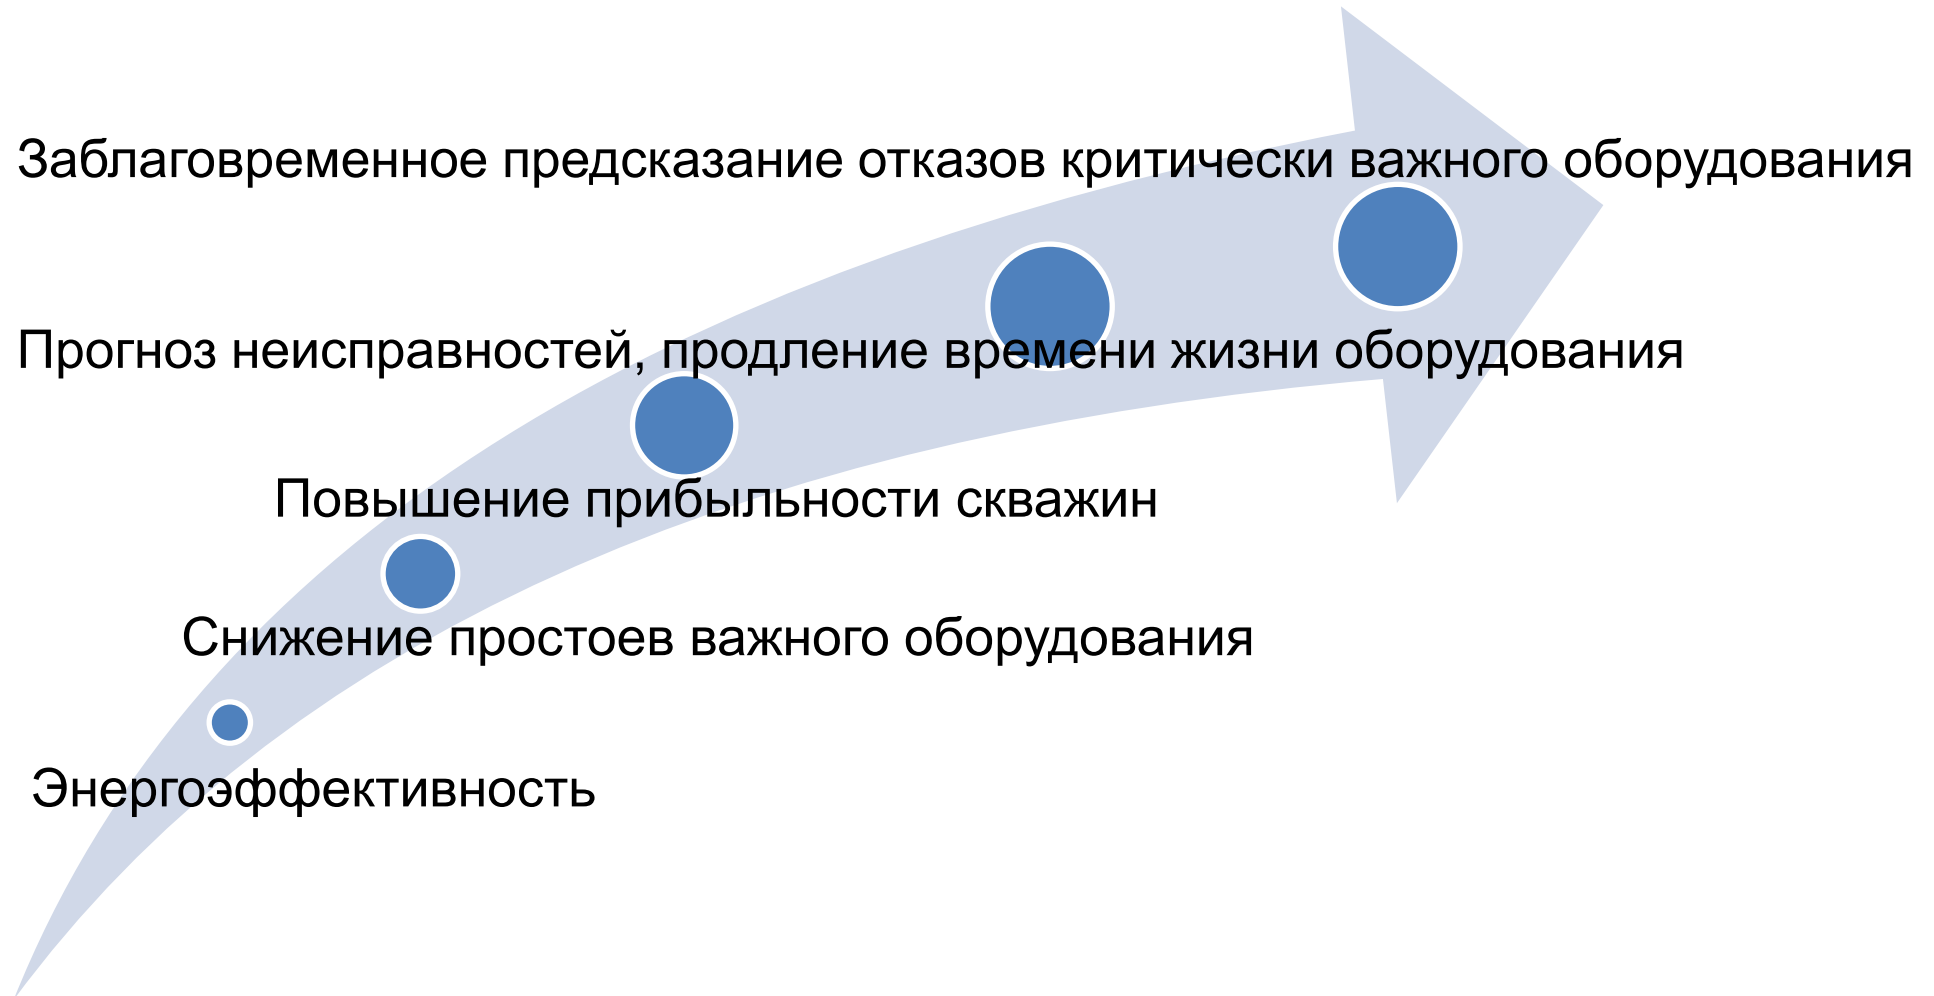 Заблаговременное предсказание отказов критически важного оборудования
Прогноз неисправностей, продление времени жизни оборудования
Повышение прибыльности скважин
Снижение простоев важного оборудования
Энергоэффективность